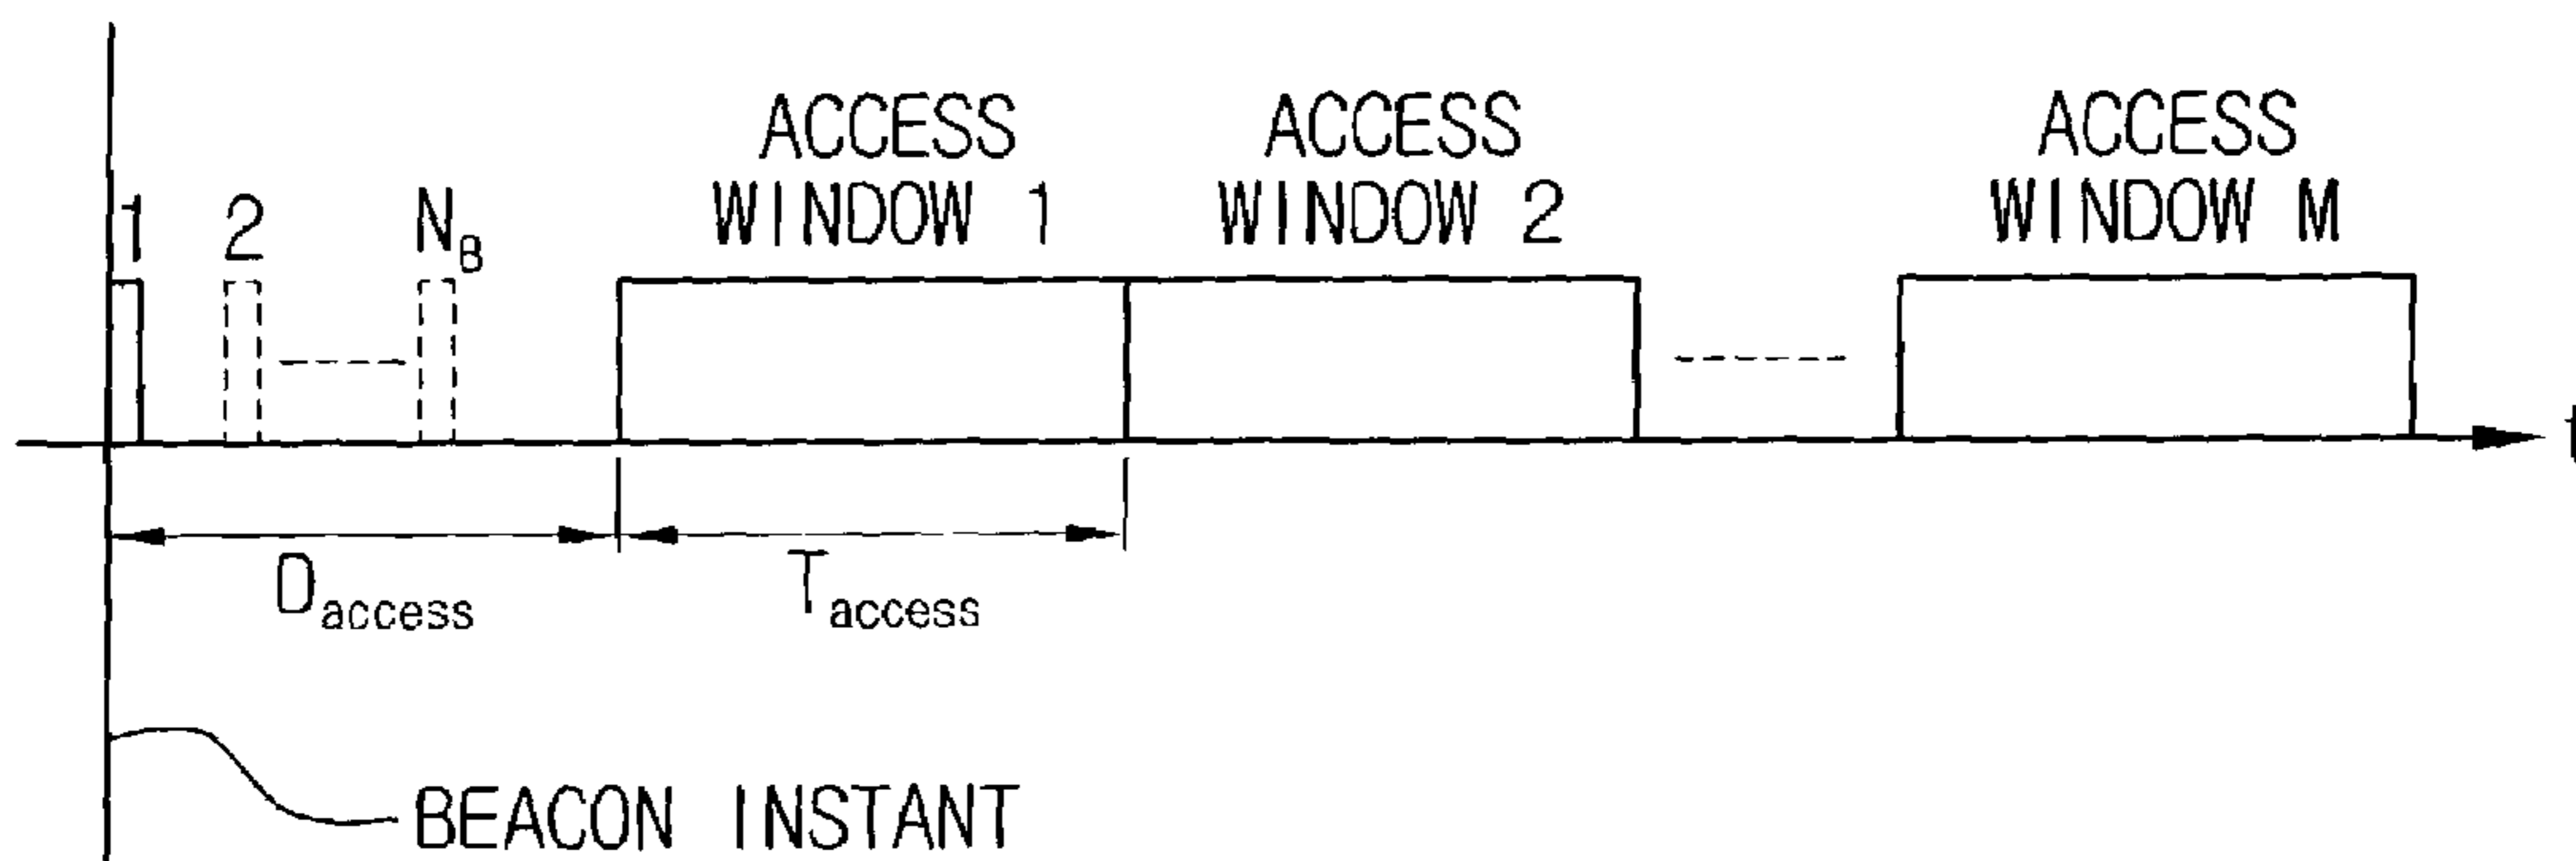 ACCESS WINDOW 1
ACCESS WINDOW 2
ACCESS WINDOW M
1
2
N_B
t
D_access
T_access
BEACON INSTANT